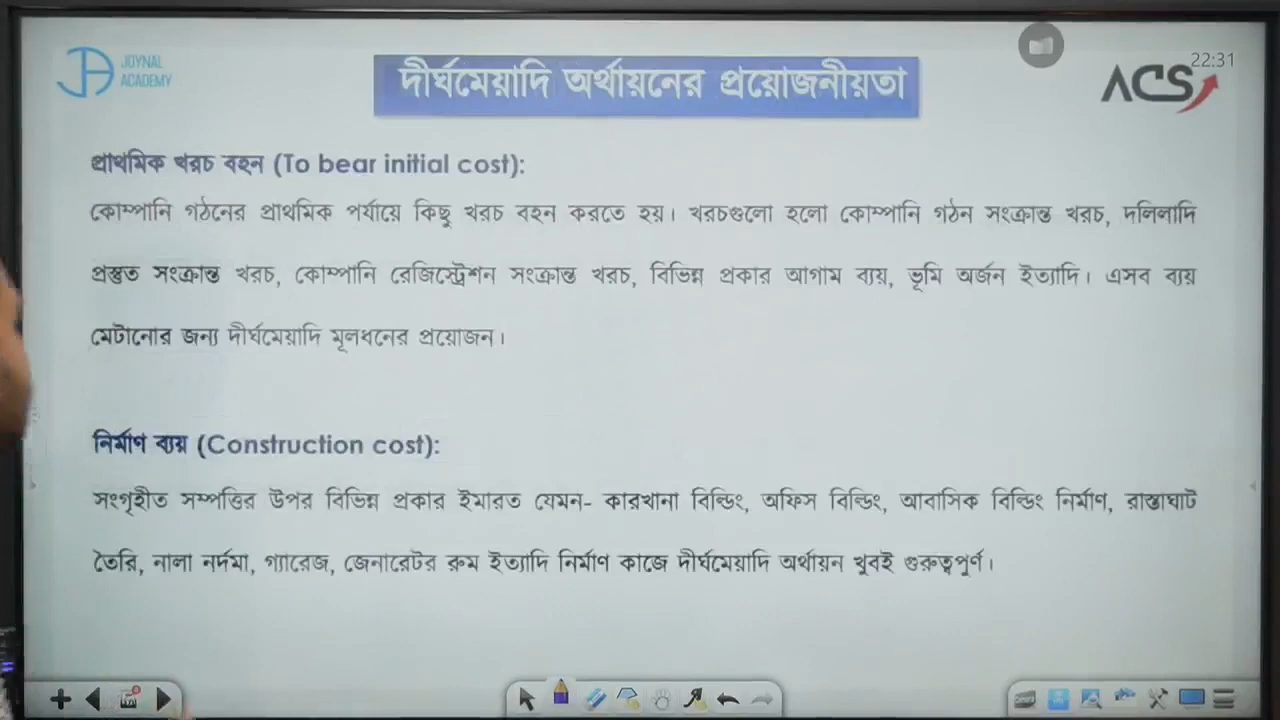 JOYNAL
ACADEMY
দীর্ঘমেয়াদি অর্থায়নের প্রয়োজনীয়তা
22:31
ACS
প্রাথমিক খরচ বহন (To bear initial cost):
কোম্পানি গঠনের প্রাথমিক পর্যায়ে কিছু খরচ বহন করতে হয়। খরচগুলো হলো কোম্পানি গঠন সংক্রান্ত খরচ, দলিলাদি
প্রস্তুত সংক্রান্ত খরচ, কোম্পানি রেজিস্ট্রেশন সংক্রান্ত খরচ, বিভিন্ন প্রকার আগাম ব্যয়, ভূমি অর্জন ইত্যাদি। এসব ব্যয়
মেটানোর জন্য দীর্ঘমেয়াদি মূলধনের প্রয়োজন।
নির্মাণ ব্যয় (Construction cost):
সংগৃহীত সম্পত্তির উপর বিভিন্ন প্রকার ইমারত যেমন- কারখানা বিল্ডিং, অফিস বিল্ডিং, আবাসিক বিল্ডিং নির্মাণ, রাস্তাঘাট
তৈরি, নালা নর্দমা, গ্যারেজ, জেনারেটর রুম ইত্যাদি নির্মাণ কাজে দীর্ঘমেয়াদি অর্থায়ন খুবই গুরুত্বপূর্ণ।